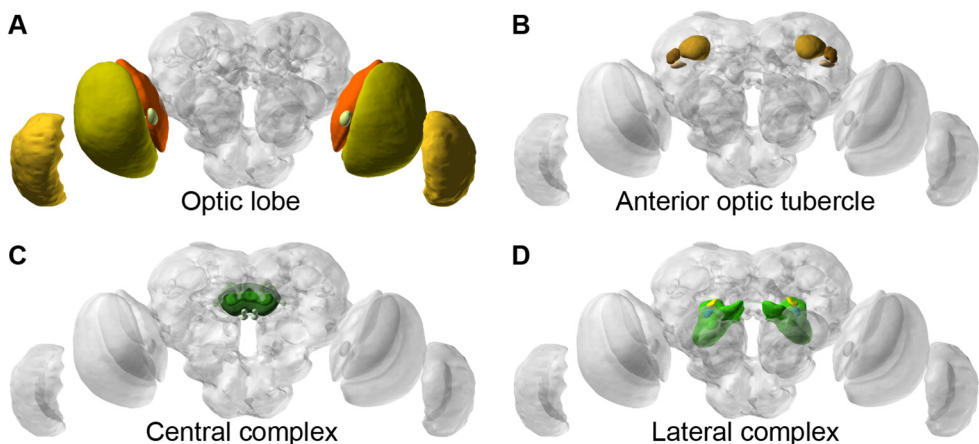 A
B
Optic lobe
Anterior optic tubercle
C
D
Central complex
Lateral complex